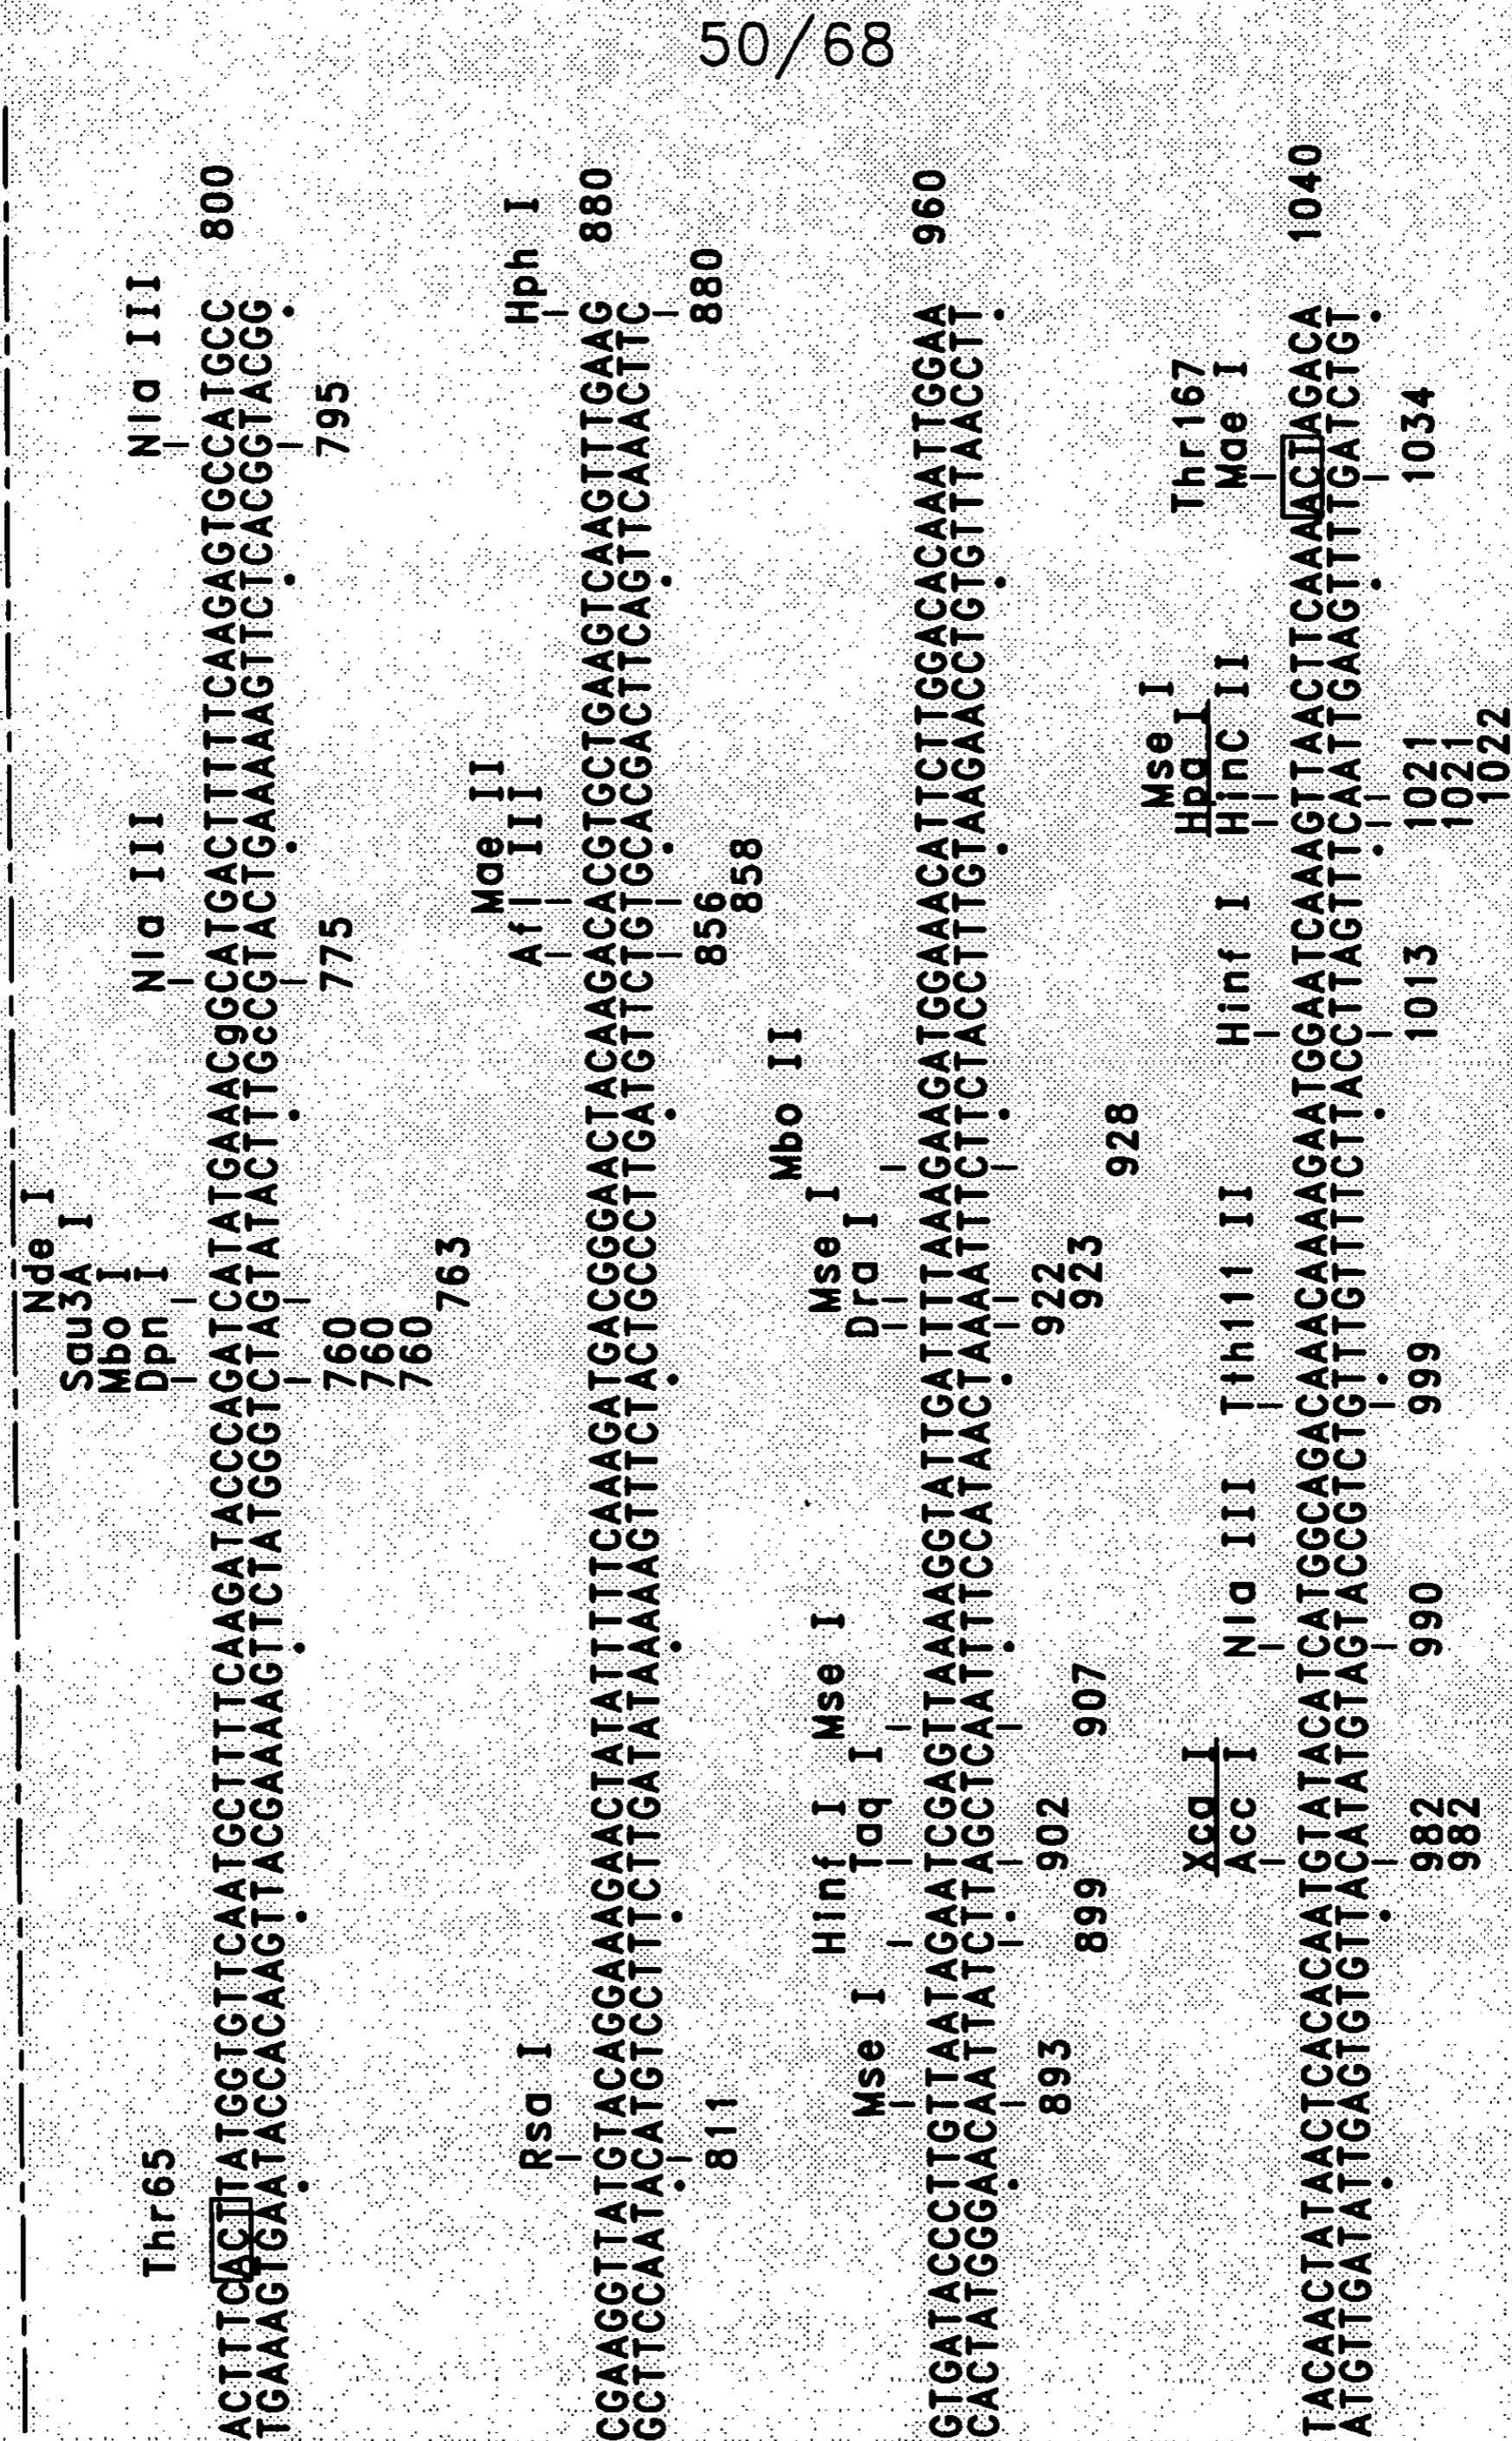 50/68
Nde I
Sau3A I
Mbo I
Thr65 Dpn I Nla III Nla III
ACTTTCACTTATGGTGTTCAATGCTTTTCAAGATACCCAGATCATATGAAACgGCATGACTTTTTCAAGAGTGCCATGCC 800
TGAAAGTGAATACCACAAGTTACGAAAAGTTCTATGGGTCTAGTATACTTTGcCGTACTGAAAAAGTTCTCACGGTACGG
760 775 795
760
760
763
Mae II
Rsa I Afl III Hph I
CGAAGGTTATGTACAGGAAAGAACTATATTTTTCAAAGATGACGGGAACTACAAGACACGTGCTGAAGTCAAGTTTGAAG 880
GCTTCCAATACATGTCCTTTCTTGATATAAAAAGTTTCTACTGCCCTTGATGTTCTGTGCACGACTTCAGTTCAAACTTC
811 856 880
858
Mbo II
Hinf I Mse I Mse I
Mse I Taq I Dra I
GTGATACCCTTGTTAATAGAATCGAGTTAAAAGGTATTGATTTTAAAGAAGATGGAAACATTCTTGGACACAAATTGGAA 960
CACTATGGGAACAATTATCTTAGCTCAATTTTCCATAACTAAAATTTCTTCTACCTTTGTAAGAACCTGTGTTTAACCTT
893 902 922
899 907 923
928
Mse I
Xca I Hpa I Thr167
Acc I Nla III Tth111 II Hinf I HinC II Mae I
TACAACTATAACTCACACAATGTATACATCATGGCAGACAAACAAAAGAATGGAATCAAAGTTAACTTCAAAACTAGACA 1040
ATGTTGATATTGAGTGTGTTACATATGTAGTACCGTCTGTTTGTTTTCTTACCTTAGTTTCAATTGAAGTTTTGATCTGT
982 990 999 1013 1021 1034
982 1021
1022